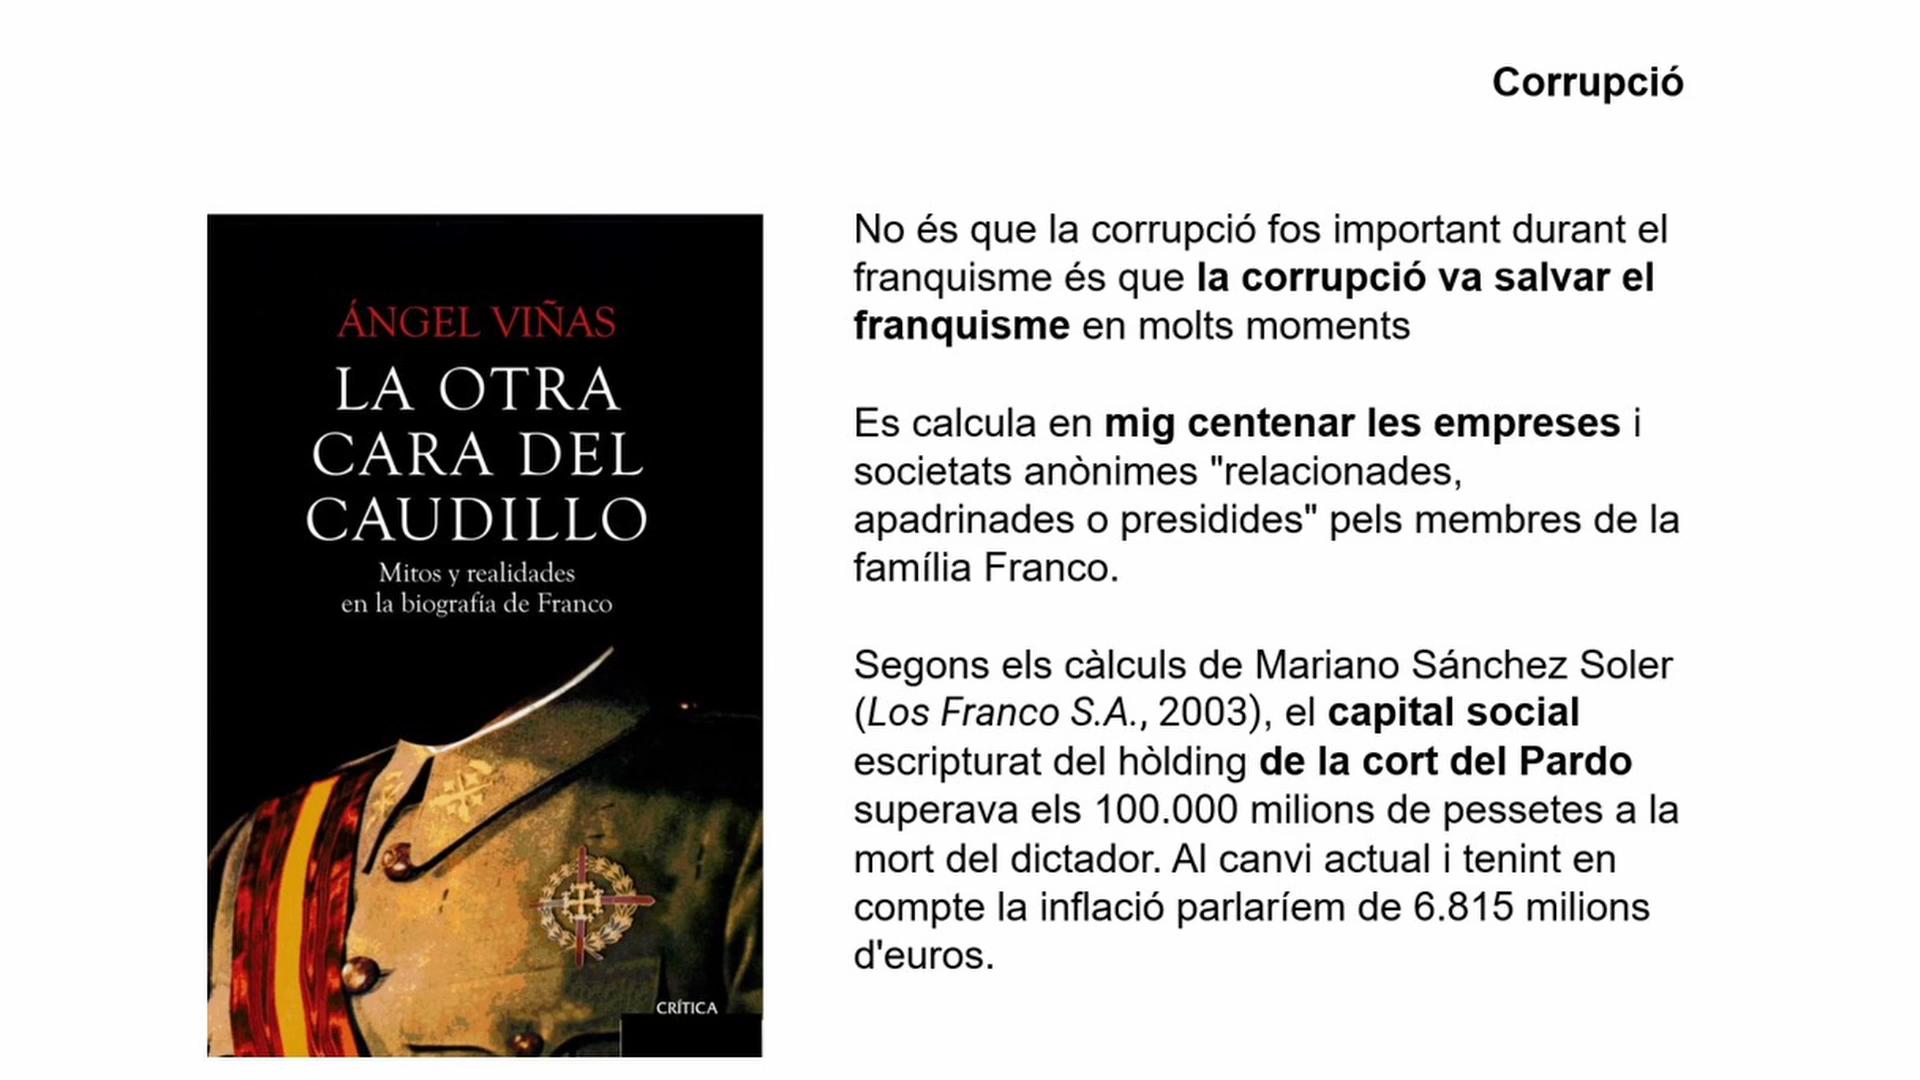 Corrupció
ÁNGEL VIÑAS
LA OTRA
CARA DEL
CAUDILLO
Mitos y realidades
en la biografía de Franco
CRÍTICA
No és que la corrupció fos important durant el
franquisme és que la corrupció va salvar el
franquisme en molts moments
Es calcula en mig centenar les empreses i
societats anònimes "relacionades,
apadrinades o presidides" pels membres de la
família Franco.
Segons els càlculs de Mariano Sánchez Soler
(Los Franco S.A., 2003), el capital social
escripturat del hòlding de la cort del Pardo
superava els 100.000 milions de pessetes a la
mort del dictador. Al canvi actual i tenint en
compte la inflació parlaríem de 6.815 milions
d'euros.